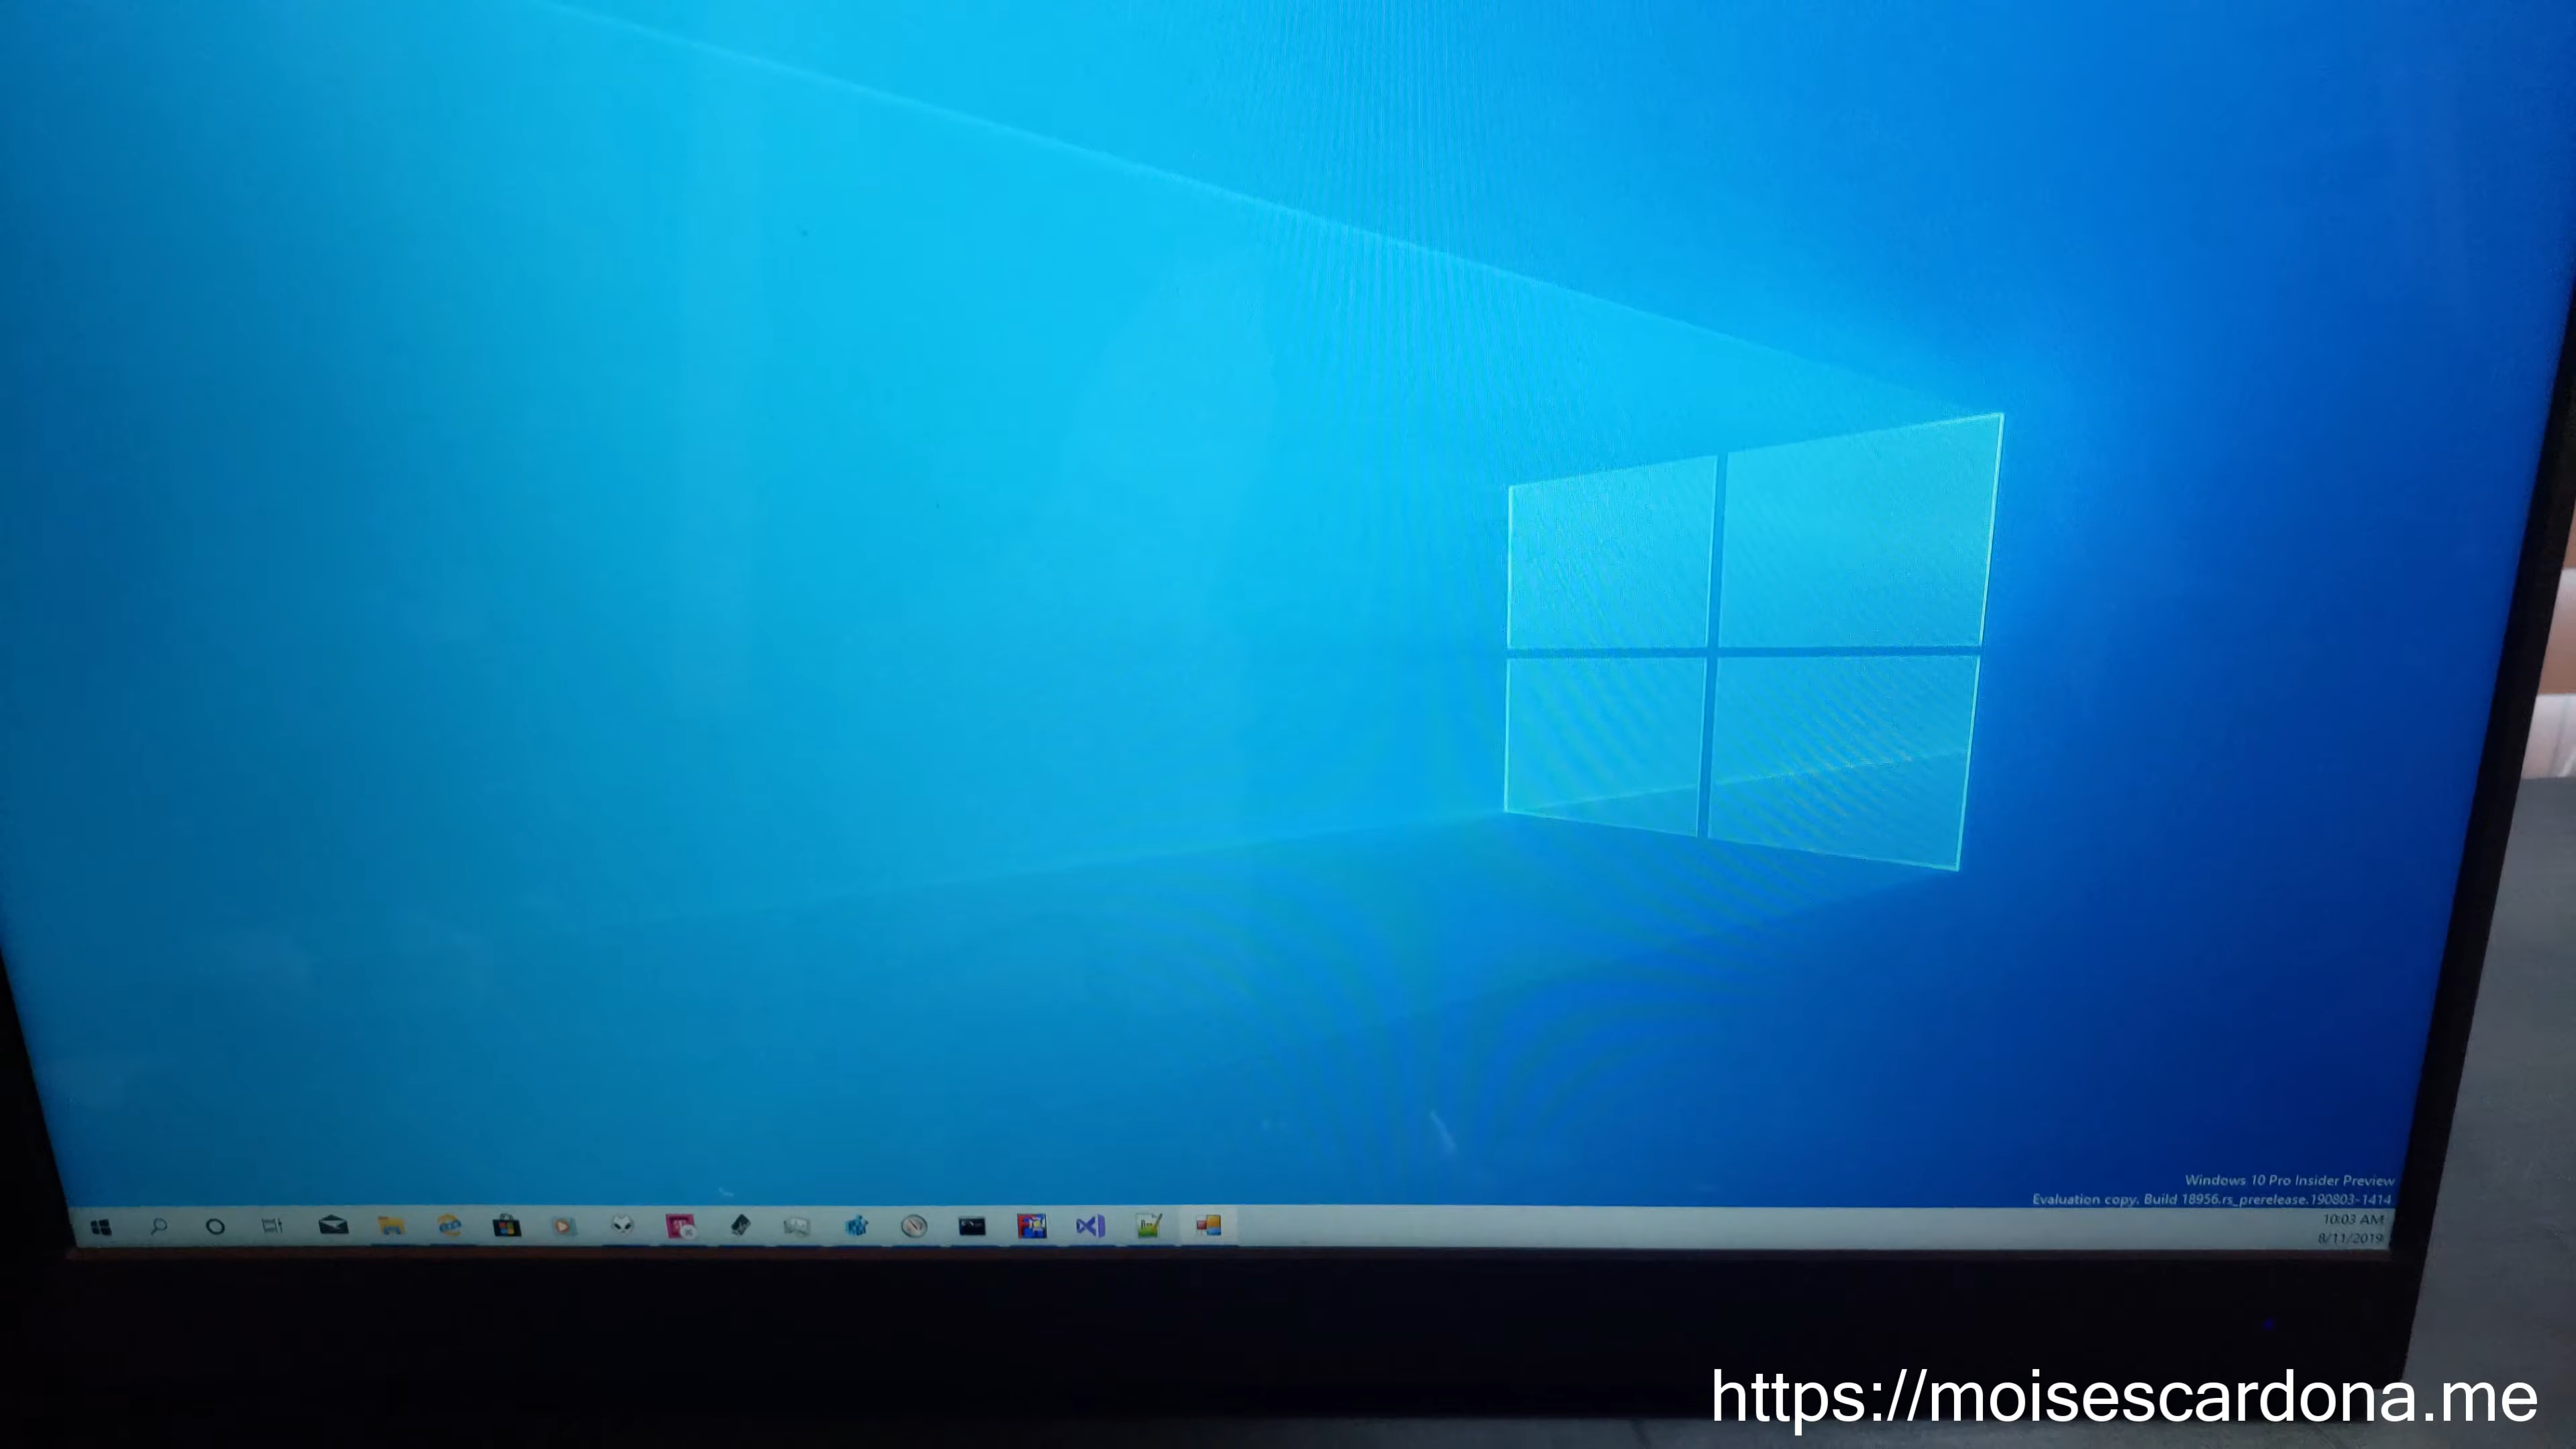 Windows 10 Pro Insider Preview
Evaluation copy. Build 18956.rs_prerelease.190803-1414
10:03 AM
8/11/2019
https://moisescardona.me